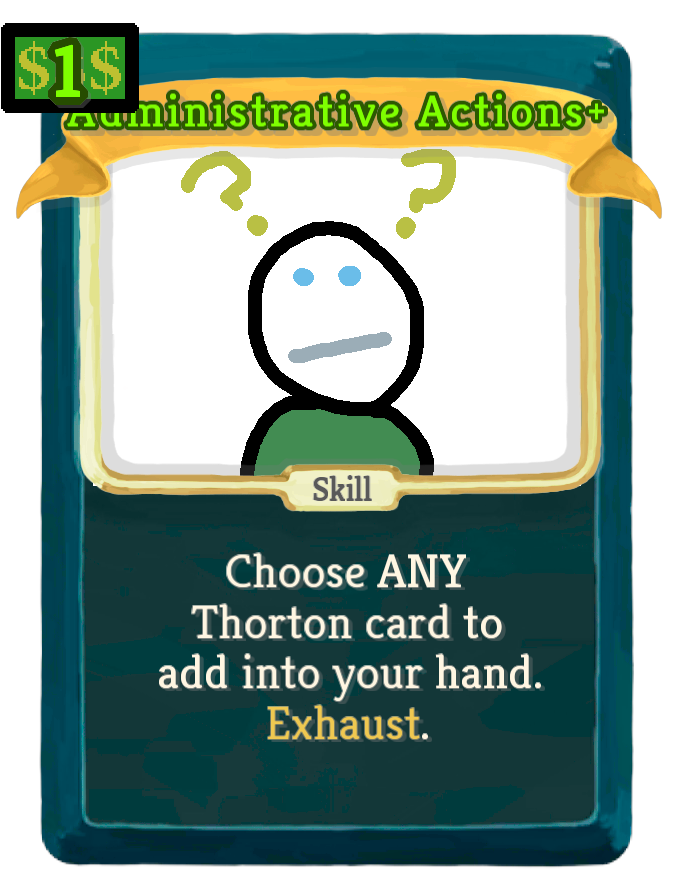 $1$
Administrative Actions+
? ?
Skill
Choose ANY
Thorton card to
add into your hand.
Exhaust.